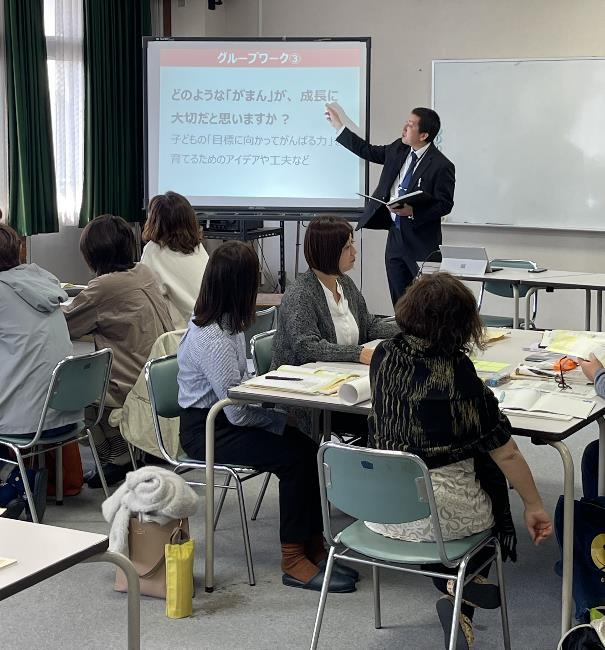 グループワーク③
どのような「がまん」が、成長に
大切だと思いますか？
子どもの「目標に向かってがんばる力」
育てるためのアイデアや工夫など